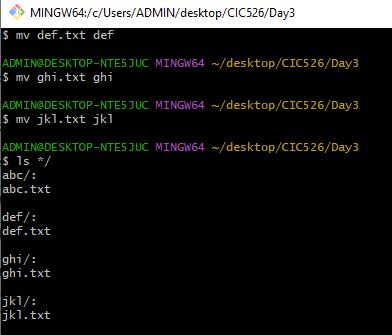 MINGW64:/c/Users/ADMIN/desktop/CIC526/Day3
$ mv def.txt def
ADMIN@DESKTOP-NTE5JUC MINGW64 ~/desktop/CIC526/Day3
$ mv ghi.txt ghi
ADMIN@DESKTOP-NTE5JUC MINGW64 ~/desktop/CIC526/Day3
$ mv jkl.txt jkl
ADMIN@DESKTOP-NTE5JUC MINGW64 ~/desktop/CIC526/Day3
$ ls */
abc/:
abc.txt
def/:
def.txt
ghi/:
ghi.txt
jkl/:
jkl.txt